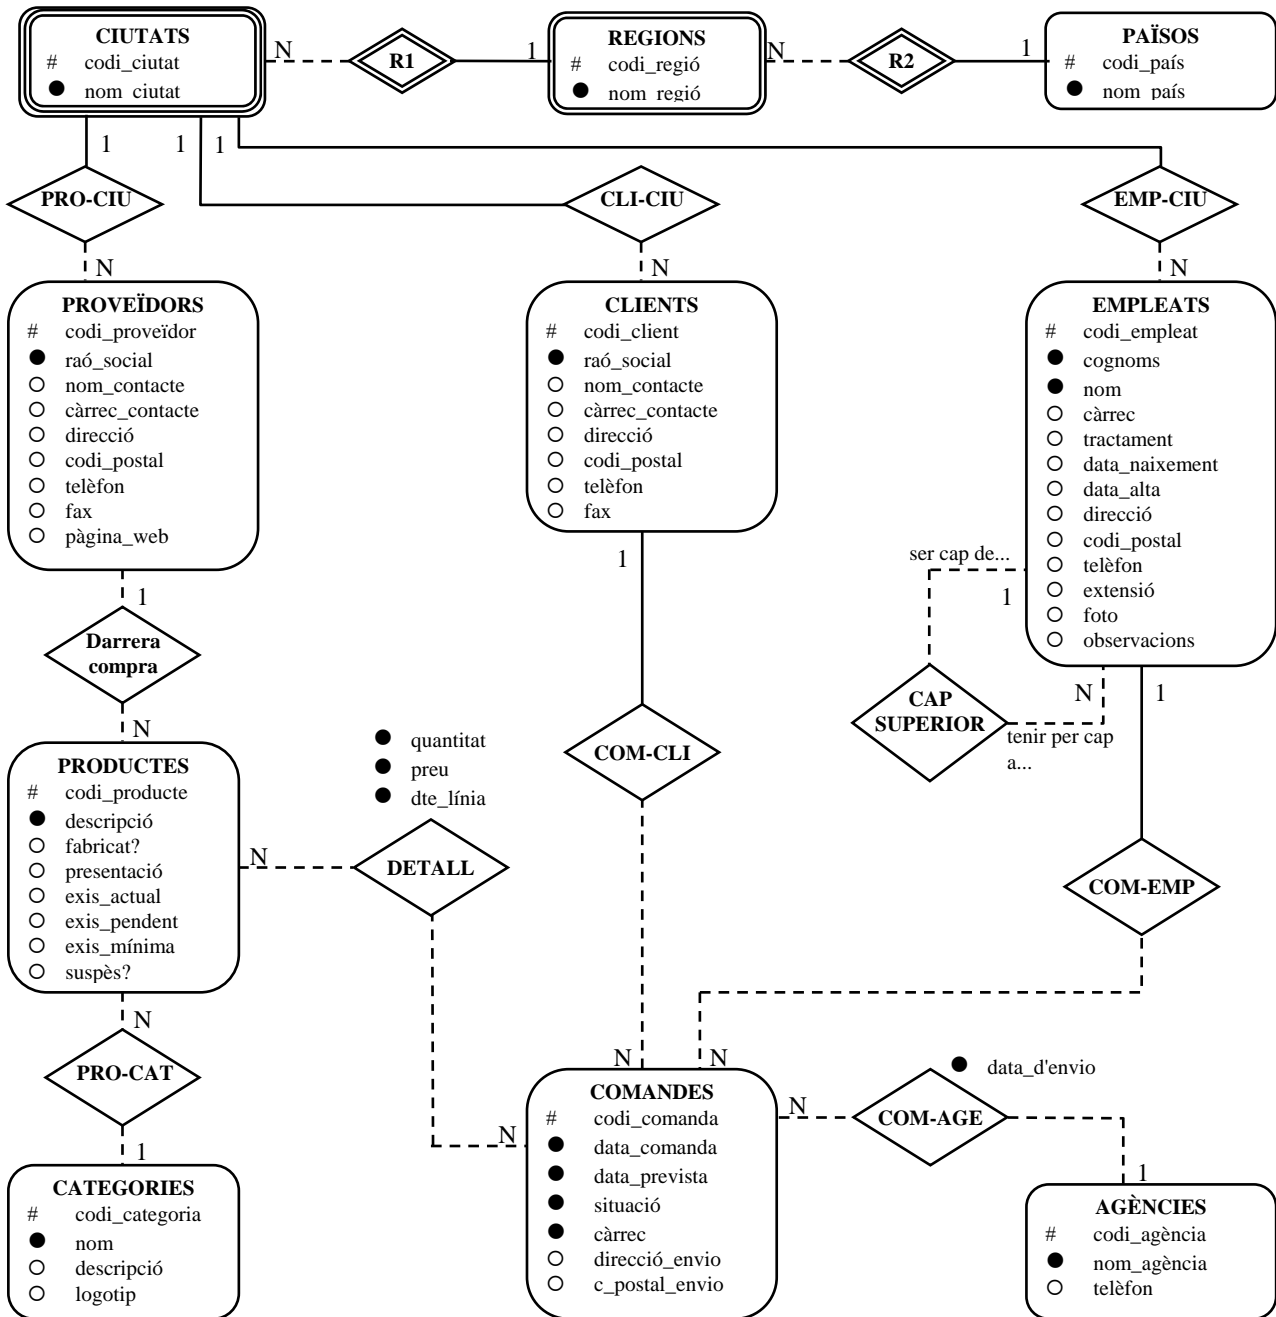 CIUTATS
# codi_ciutat
● nom_ciutat
N
R1
1
REGIONS
# codi_regió
● nom_regió
N
R2
1
PAÏSOS
# codi_país
● nom_país
1
1
1
PRO-CIU
CLI-CIU
EMP-CIU
N
N
N
PROVEÏDORS
# codi_proveïdor
● raó_social
○ nom_contacte
○ càrrec_contacte
○ direcció
○ codi_postal
○ telèfon
○ fax
○ pàgina_web
CLIENTS
# codi_client
● raó_social
○ nom_contacte
○ càrrec_contacte
○ direcció
○ codi_postal
○ telèfon
○ fax
EMPLEATS
# codi_empleat
● cognoms
● nom
○ càrrec
○ tractament
○ data_naixement
○ data_alta
○ direcció
○ codi_postal
○ telèfon
○ extensió
○ foto
○ observacions
1
1
ser cap de...
1
Darrera
compra
N
CAP
SUPERIOR
N
1
tenir per cap
a...
● quantitat
● preu
● dte_línia
COM-CLI
PRODUCTES
# codi_producte
● descripció
○ fabricat?
○ presentació
○ exis_actual
○ exis_pendent
○ exis_mínima
○ suspès?
N
DETALL
COM-EMP
N
PRO-CAT
1
N
N
N
COMANDES
# codi_comanda
● data_comanda
● data_prevista
● situació
● càrrec
○ direcció_envio
○ c_postal_envio
● data_d'envio
N
COM-AGE
1
CATEGORIES
# codi_categoria
● nom
○ descripció
○ logotip
AGÈNCIES
# codi_agència
● nom_agència
○ telèfon